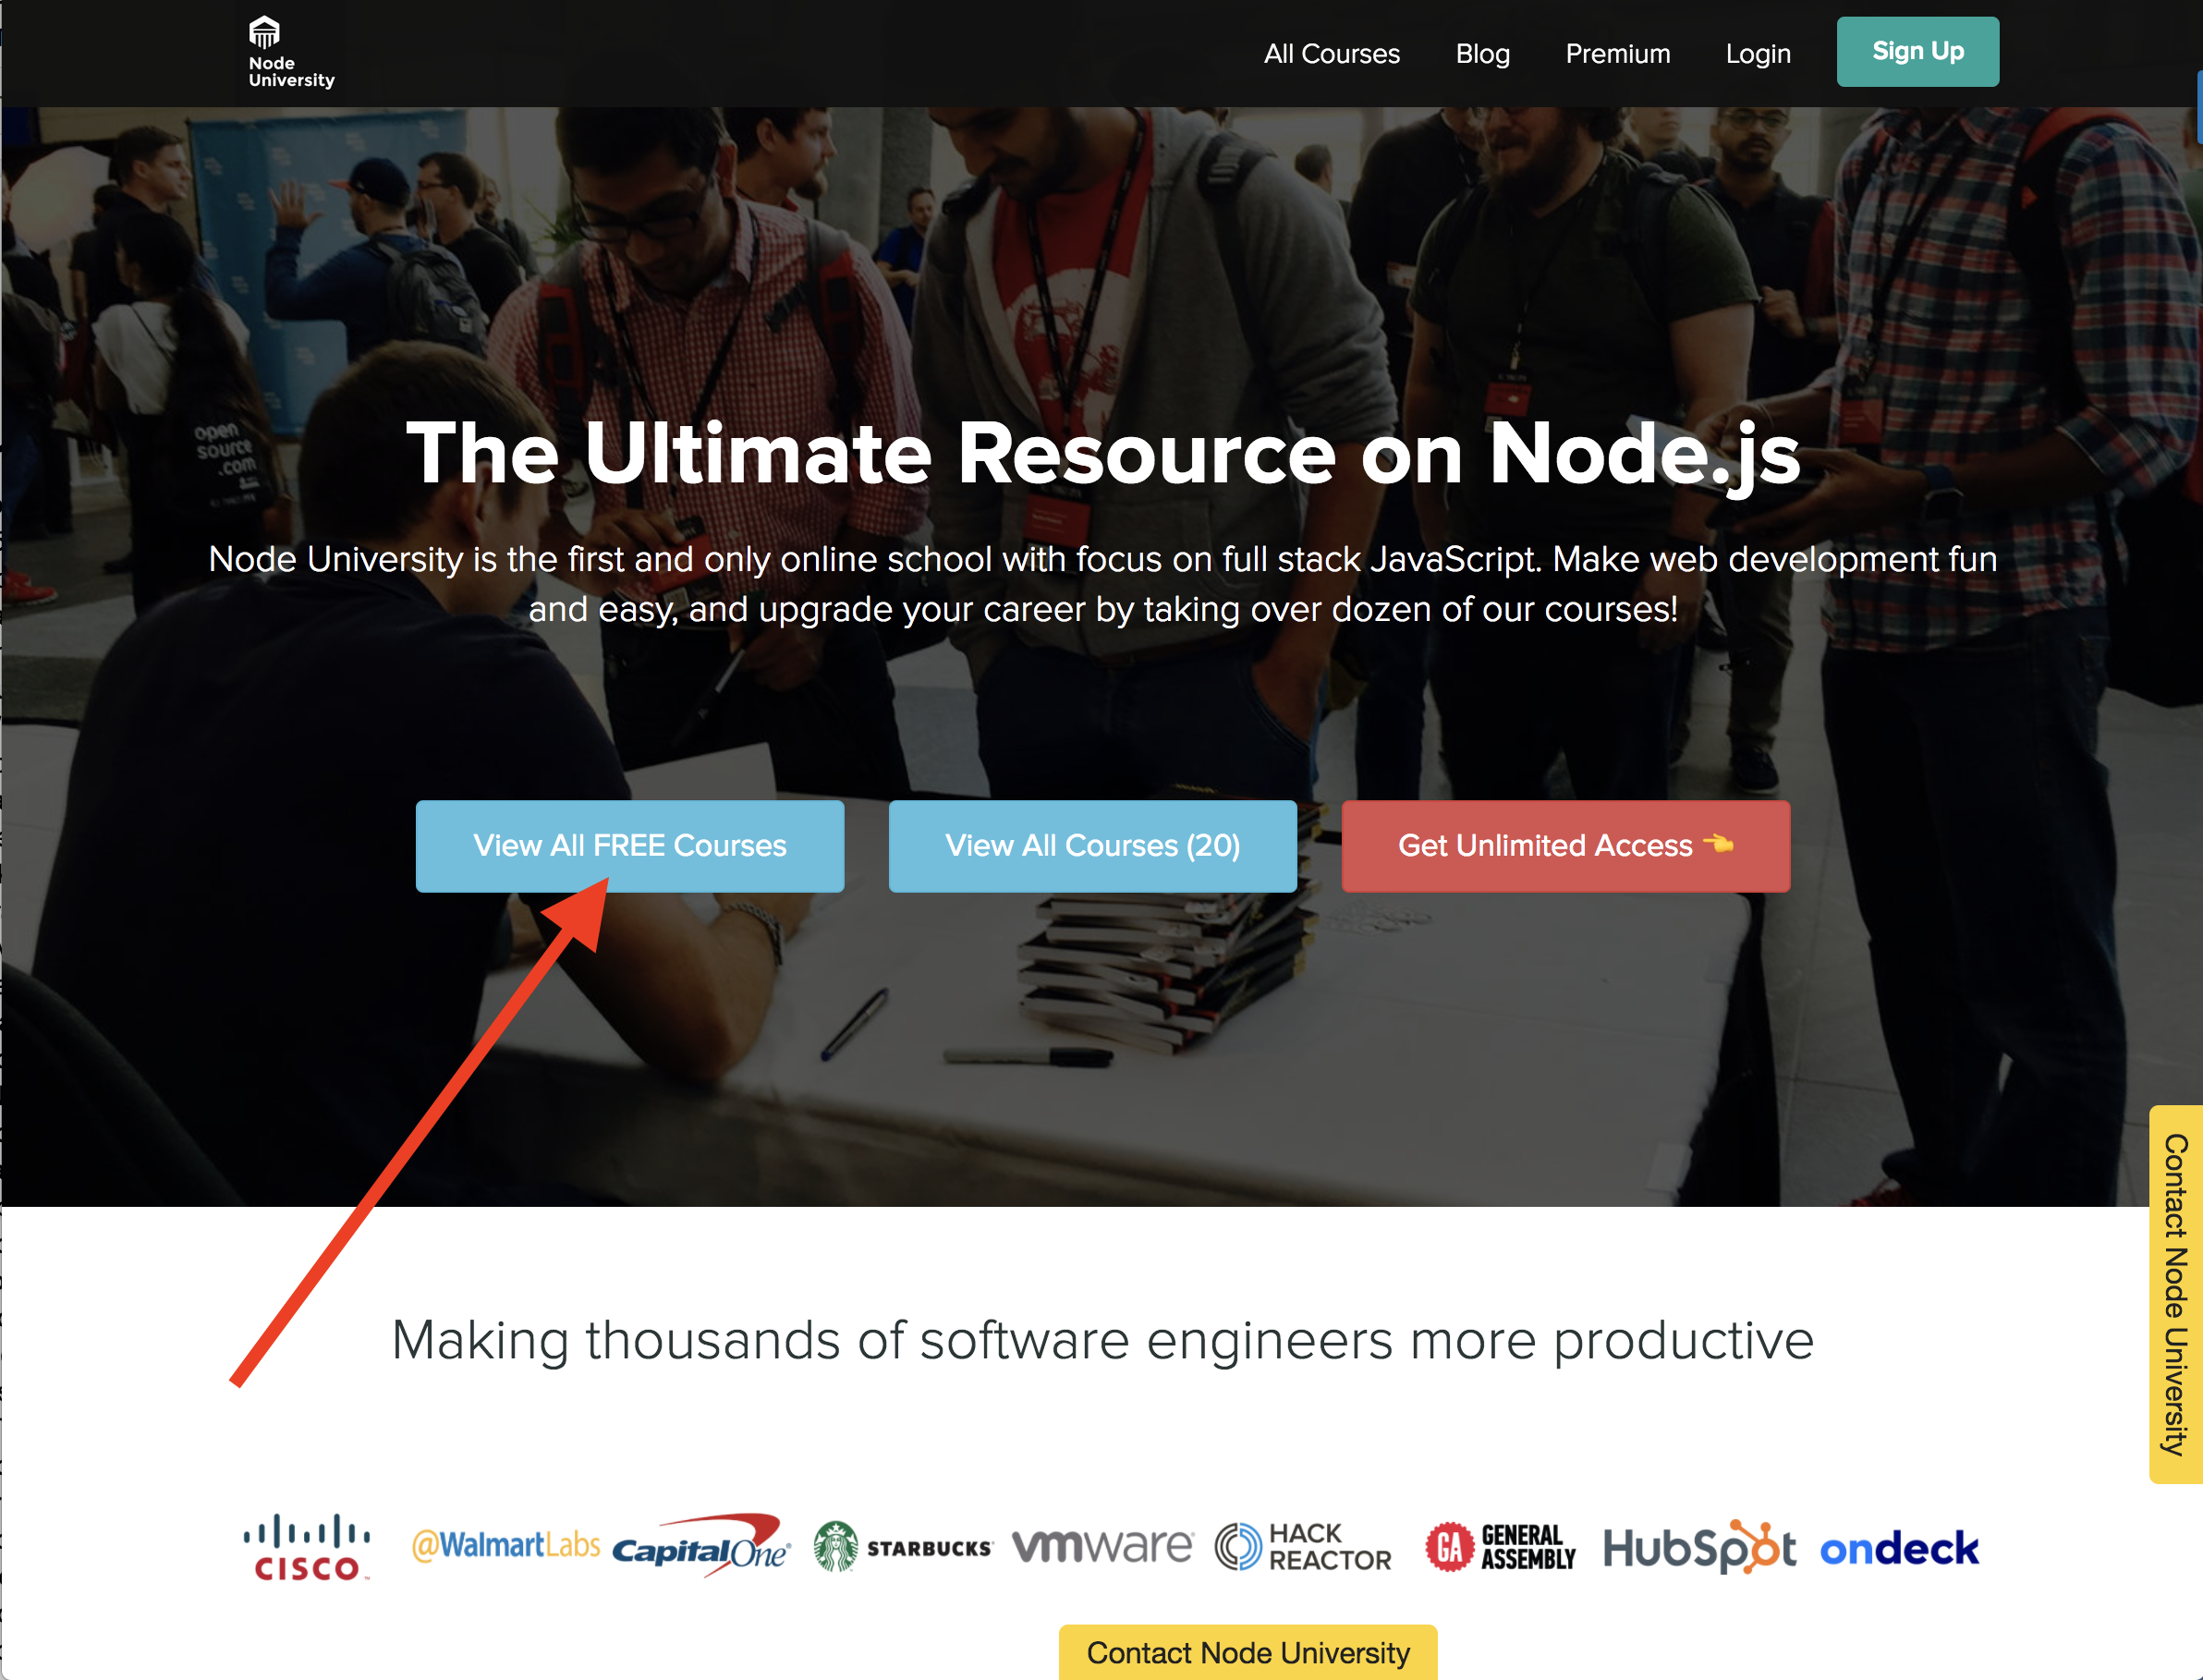 Node
University
All Courses
Blog
Premium
Login
Sign Up
open
source
.com
The Ultimate Resource on Node.js
Node University is the first and only online school with focus on full stack JavaScript. Make web development fun
and easy, and upgrade your career by taking over dozen of our courses!
View All FREE Courses
View All Courses (20)
Get Unlimited Access 👈
Contact Node University
Making thousands of software engineers more productive
CISCO
@WalmartLabs
CapitalOne
STARBUCKS
vmware
HACK
REACTOR
GA
GENERAL
ASSEMBLY
HubSpot
ondeck
Contact Node University